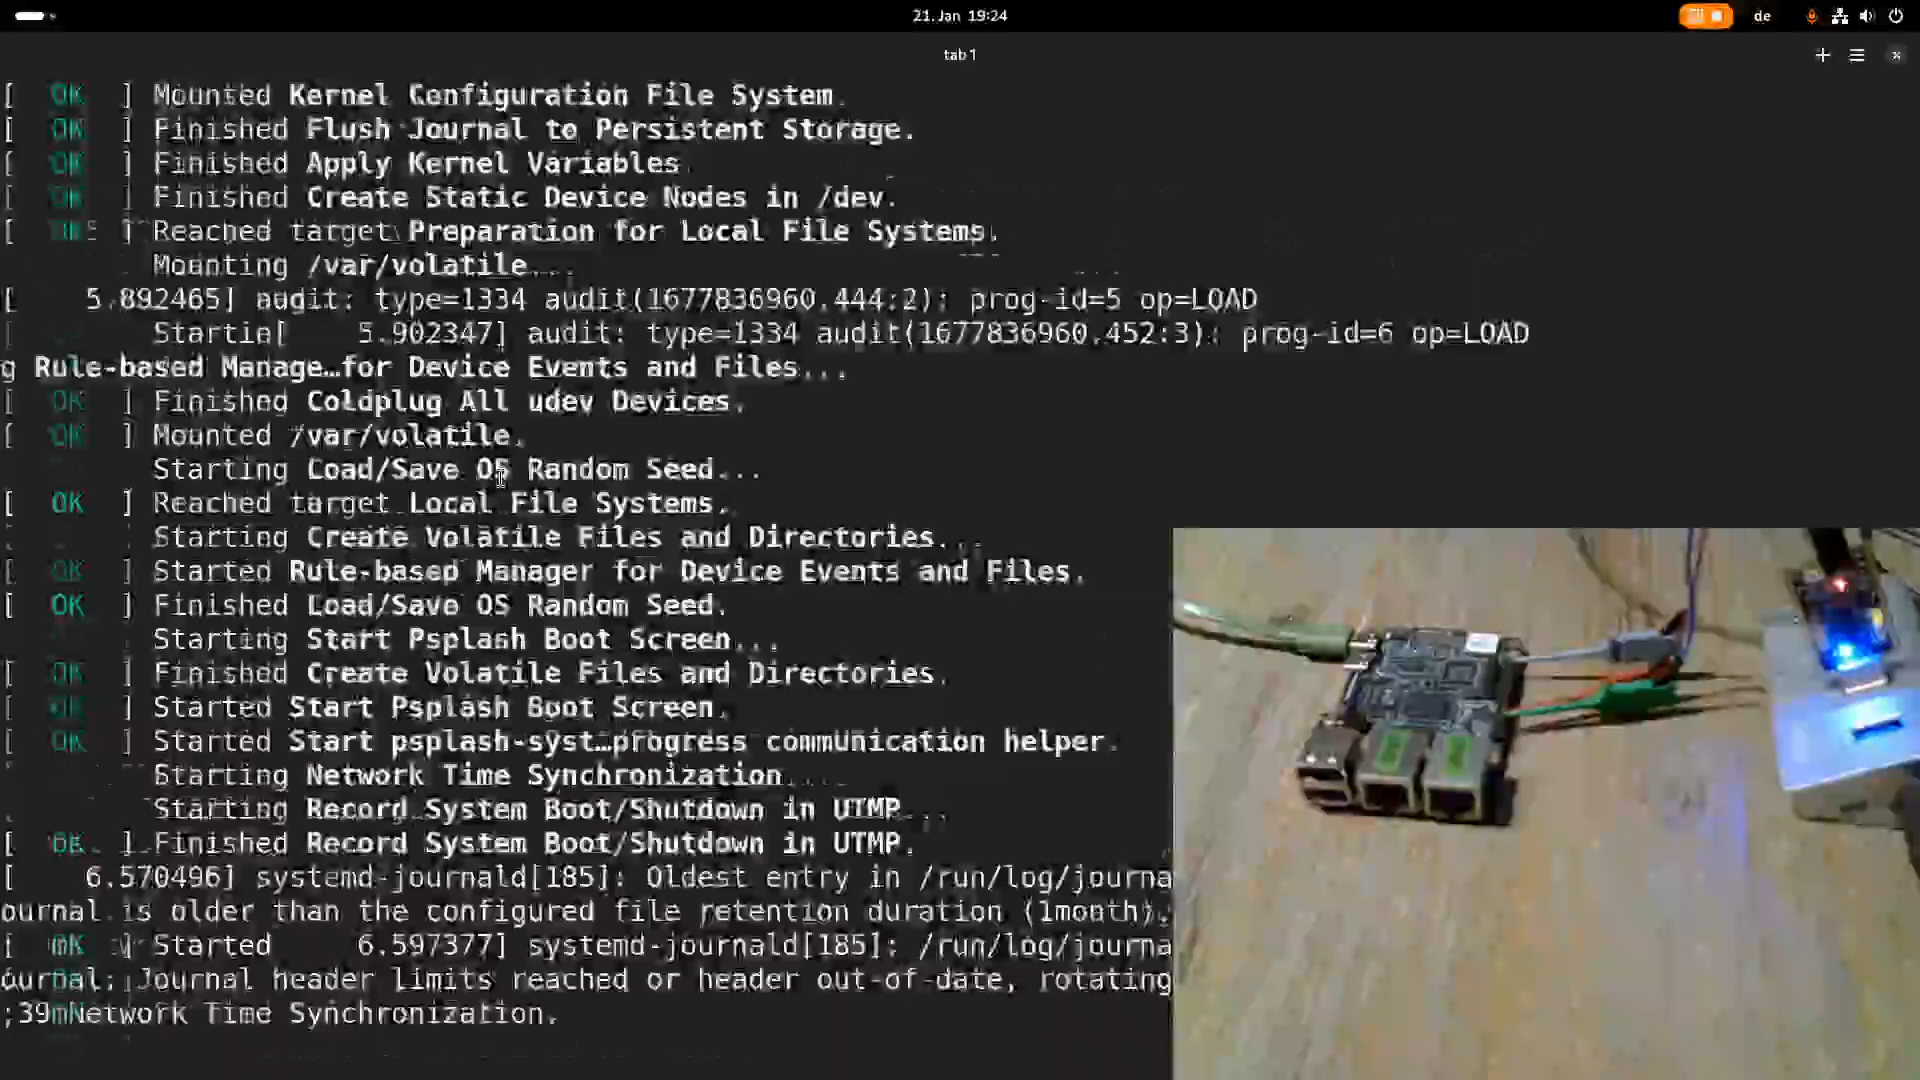 21. Jan 19:24
de
tab 1
[ OK ] Mounted Kernel Configuration File System.
[ OK ] Finished Flush Journal to Persistent Storage.
[ OK ] Finished Apply Kernel Variables
[ OK ] Finished Create Static Device Nodes in /dev.
[ ] Reached target Preparation for Local File Systems.
Mounting /var/volatile...
[ 5.892465] audit: type=1334 audit(1677836960.444:2): prog-id=5 op=LOAD
Startin[ 5.902347] audit: type=1334 audit(1677836960.452:3): prog-id=6 op=LOAD
g Rule-based Manage…for Device Events and Files...
[ OK ] Finished Coldplug All udev Devices.
[ OK ] Mounted /var/volatile.
Starting Load/Save OS Random Seed...
[ OK ] Reached target Local File Systems.
Starting Create Volatile Files and Directories...
[ OK ] Started Rule-based Manager for Device Events and Files.
[ OK ] Finished Load/Save OS Random Seed.
Starting Start Psplash Boot Screen...
[ OK ] Finished Create Volatile Files and Directories.
[ OK ] Started Start Psplash Boot Screen.
[ OK ] Started Start psplash-syst…progress communication helper.
Starting Network Time Synchronization...
Starting Record System Boot/Shutdown in UTMP...
[ OK ] Finished Record System Boot/Shutdown in UTMP.
[ 6.570496] systemd-journald[185]: Oldest entry in /run/log/journa
ournal is older than the configured file retention duration (1month),
[ ] Started 6.597377] systemd-journald[185]: /run/log/journa
ournal: Journal header limits reached or header out-of-date, rotating
;39mNetwork Time Synchronization.